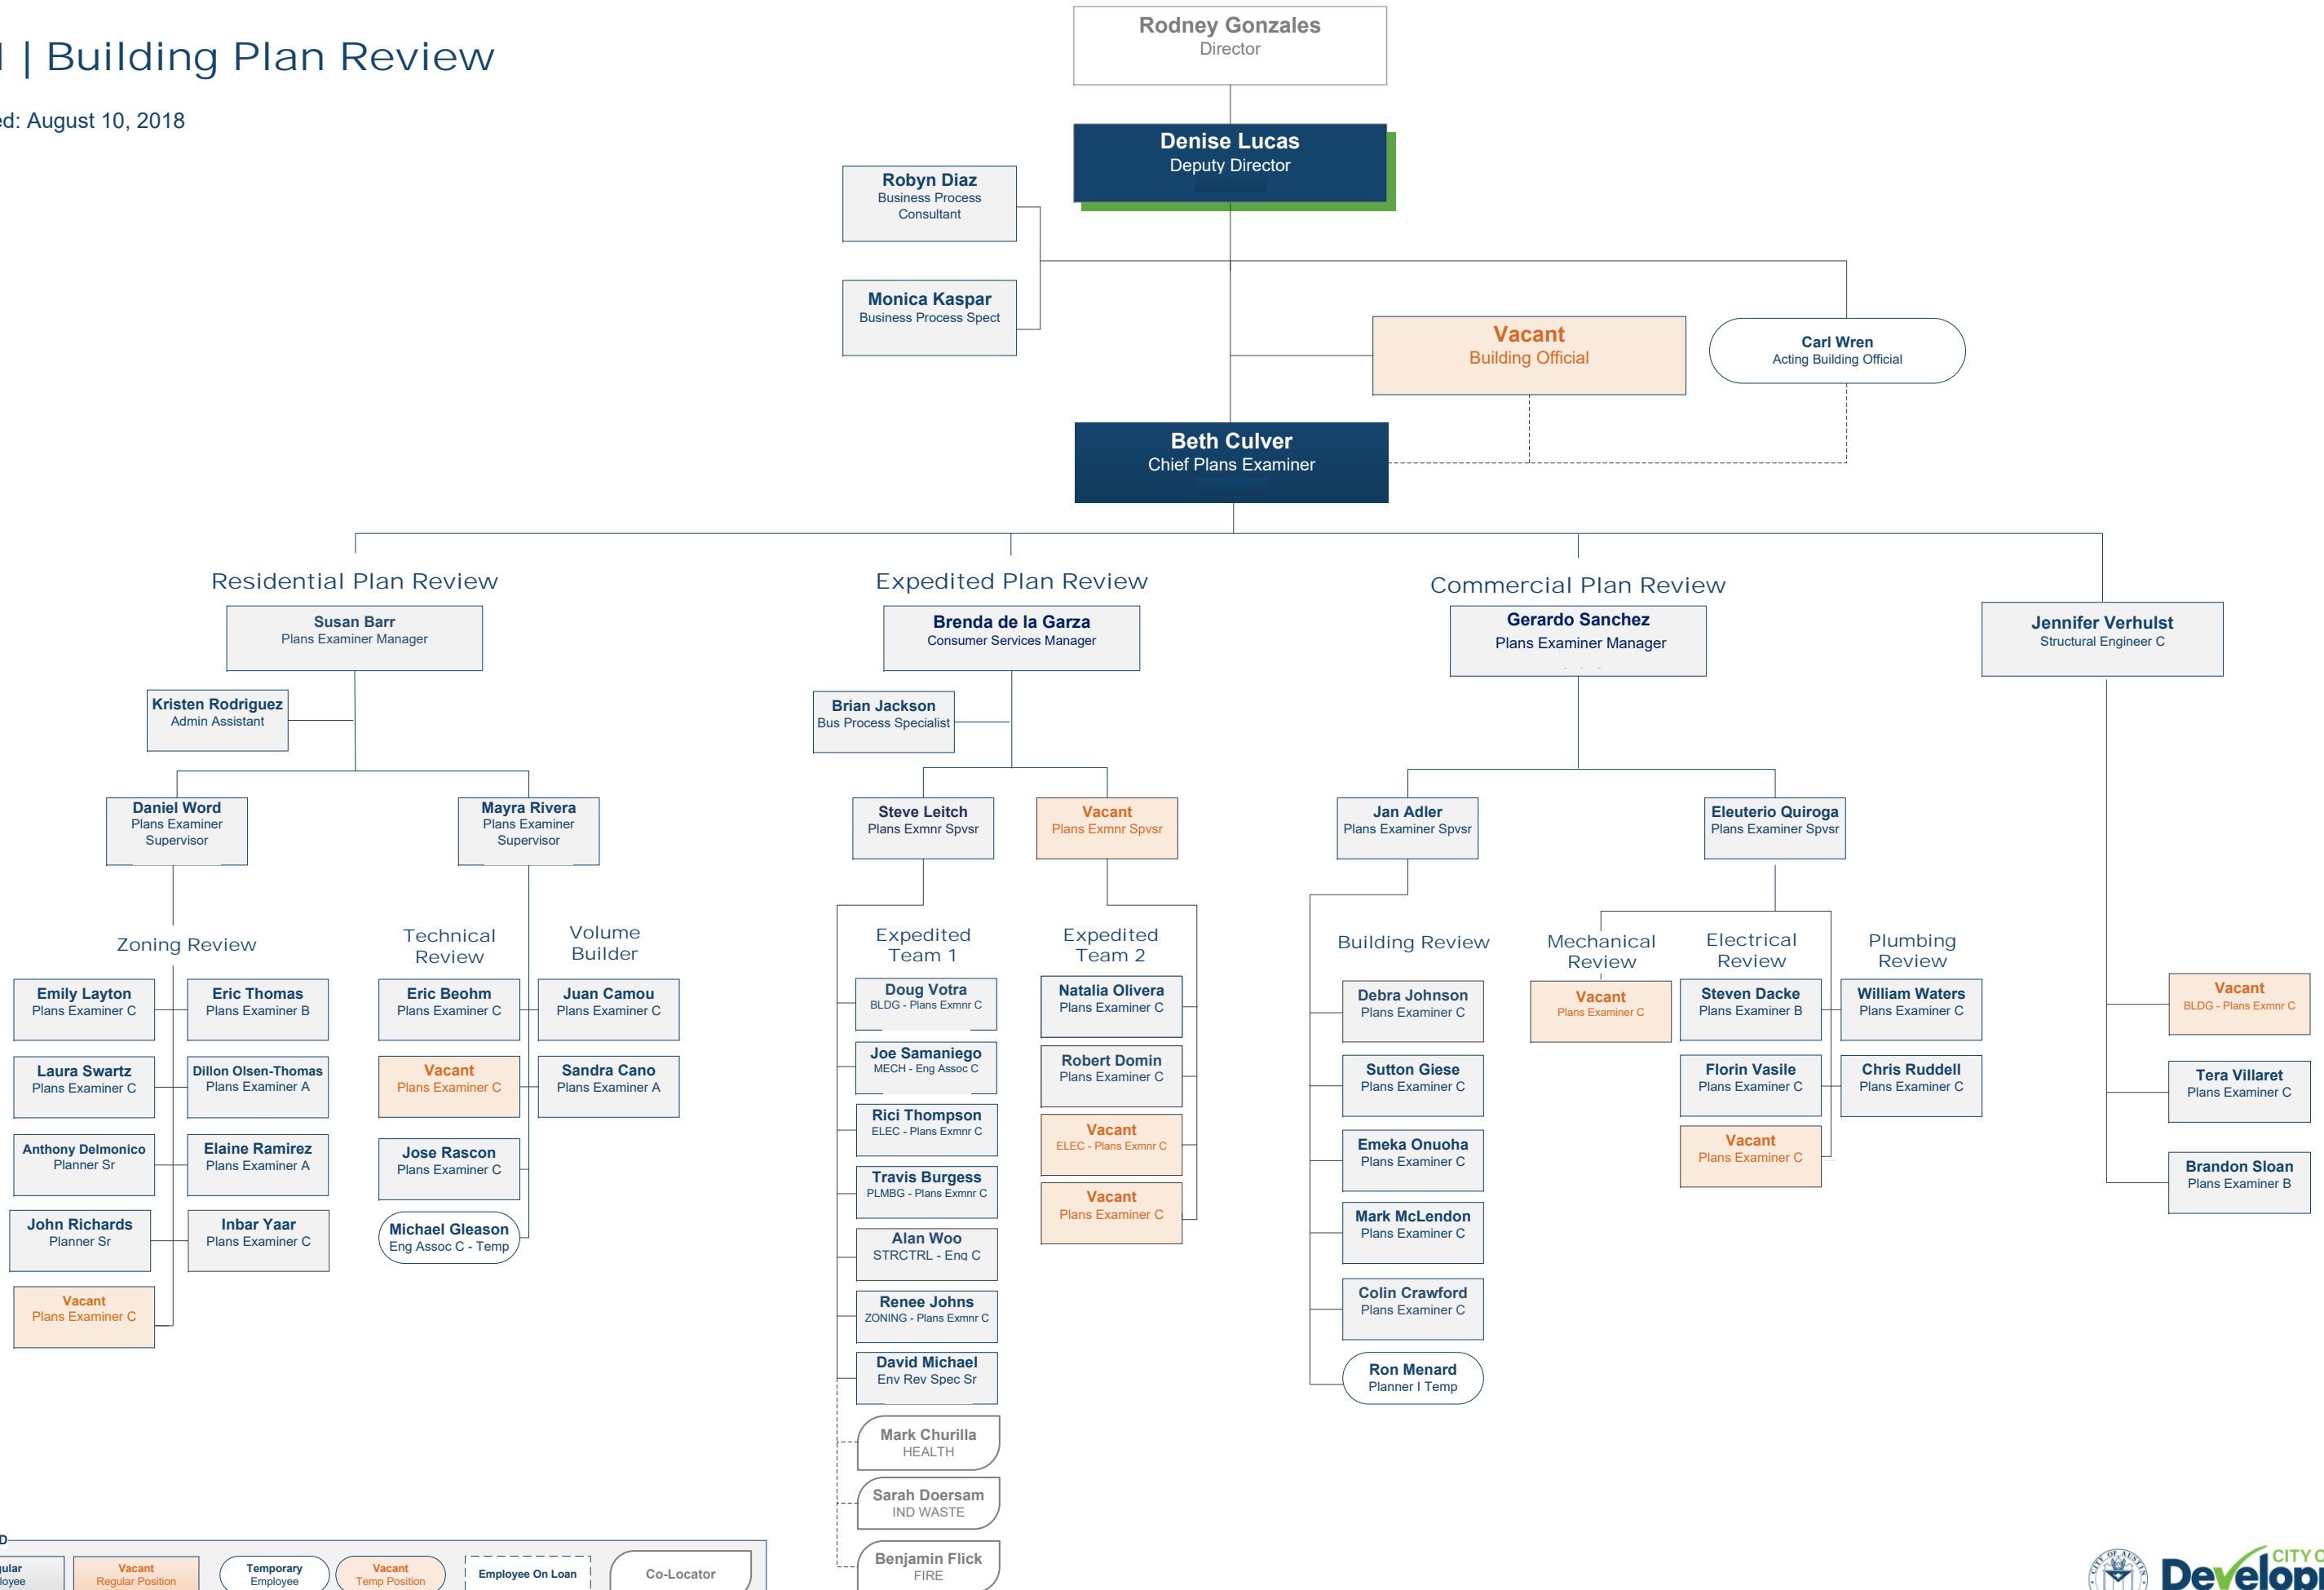 | Building Plan Review
ed: August 10, 2018
Rodney Gonzales
Director
Denise Lucas
Deputy Director
Robyn Diaz
Business Process
Consultant
Monica Kaspar
Business Process Spect
Vacant
Building Official
Carl Wren
Acting Building Official
Beth Culver
Chief Plans Examiner
Residential Plan Review
Susan Barr
Plans Examiner Manager
Kristen Rodriguez
Admin Assistant
Daniel Word
Plans Examiner
Supervisor
Mayra Rivera
Plans Examiner
Supervisor
Zoning Review
Emily Layton
Plans Examiner C
Eric Thomas
Plans Examiner B
Laura Swartz
Plans Examiner C
Dillon Olsen-Thomas
Plans Examiner A
Anthony Delmonico
Planner Sr
Elaine Ramirez
Plans Examiner A
John Richards
Planner Sr
Inbar Yaar
Plans Examiner C
Vacant
Plans Examiner C
Technical
Review
Eric Beohm
Plans Examiner C
Vacant
Plans Examiner C
Jose Rascon
Plans Examiner C
Michael Gleason
Eng Assoc C - Temp
Volume
Builder
Juan Camou
Plans Examiner C
Sandra Cano
Plans Examiner A
Expedited Plan Review
Brenda de la Garza
Consumer Services Manager
Brian Jackson
Bus Process Specialist
Steve Leitch
Plans Exmnr Spvsr
Vacant
Plans Exmnr Spvsr
Expedited
Team 1
Doug Votra
BLDG - Plans Exmnr C
Joe Samaniego
MECH - Eng Assoc C
Rici Thompson
ELEC - Plans Exmnr C
Travis Burgess
PLMBG - Plans Exmnr C
Alan Woo
STRCTRL - Eng C
Renee Johns
ZONING - Plans Exmnr C
David Michael
Env Rev Spec Sr
Mark Churilla
HEALTH
Sarah Doersam
IND WASTE
Benjamin Flick
FIRE
Expedited
Team 2
Natalia Olivera
Plans Examiner C
Robert Domin
Plans Examiner C
Vacant
ELEC - Plans Exmnr C
Vacant
Plans Examiner C
Commercial Plan Review
Gerardo Sanchez
Plans Examiner Manager
Jan Adler
Plans Examiner Spvsr
Eleuterio Quiroga
Plans Examiner Spvsr
Building Review
Debra Johnson
Plans Examiner C
Sutton Giese
Plans Examiner C
Emeka Onuoha
Plans Examiner C
Mark McLendon
Plans Examiner C
Colin Crawford
Plans Examiner C
Ron Menard
Planner I Temp
Mechanical
Review
Vacant
Plans Examiner C
Electrical
Review
Steven Dacke
Plans Examiner B
Florin Vasile
Plans Examiner C
Vacant
Plans Examiner C
Plumbing
Review
William Waters
Plans Examiner C
Chris Ruddell
Plans Examiner C
Jennifer Verhulst
Structural Engineer C
Vacant
BLDG - Plans Exmnr C
Tera Villaret
Plans Examiner C
Brandon Sloan
Plans Examiner B
D
ular
loyee
Vacant
Regular Position
Temporary
Employee
Vacant
Temp Position
Employee On Loan
Co-Locator
CITY OF AUSTIN
CITY O
Develop